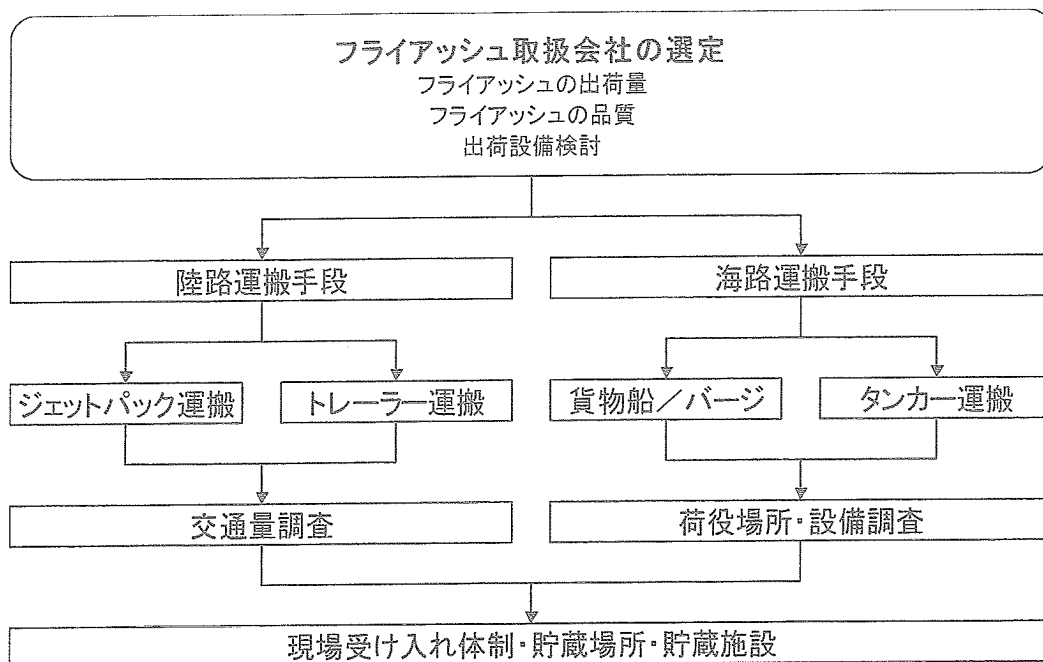 フライアッシュ取扱会社の選定
フライアッシュの出荷量
フライアッシュの品質
出荷設備検討
陸路運搬手段
海路運搬手段
ジェットパック運搬
トレーラー運搬
貨物船／バージ
タンカー運搬
交通量調査
荷役場所・設備調査
現場受け入れ体制・貯蔵場所・貯蔵施設